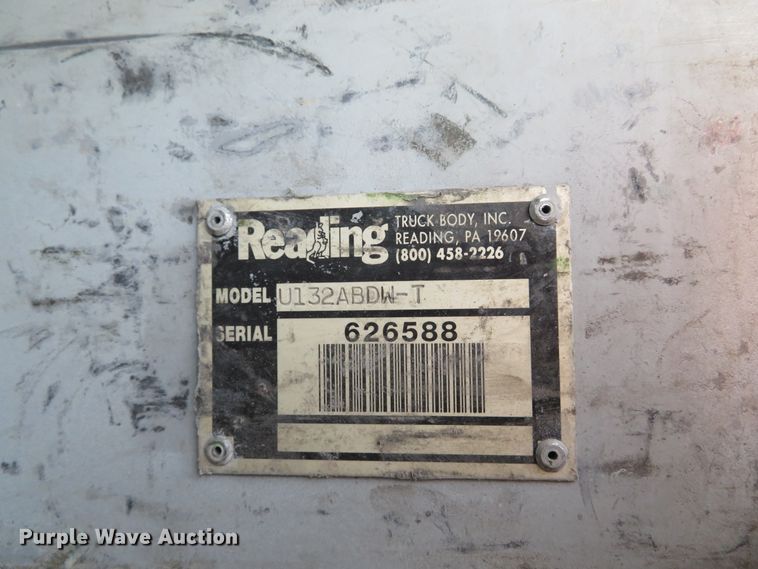 Reading
TRUCK BODY, INC.
READING, PA 19607
(800) 458-2226
MODEL U132ABDW-T
SERIAL 626588
Purple Wave Auction